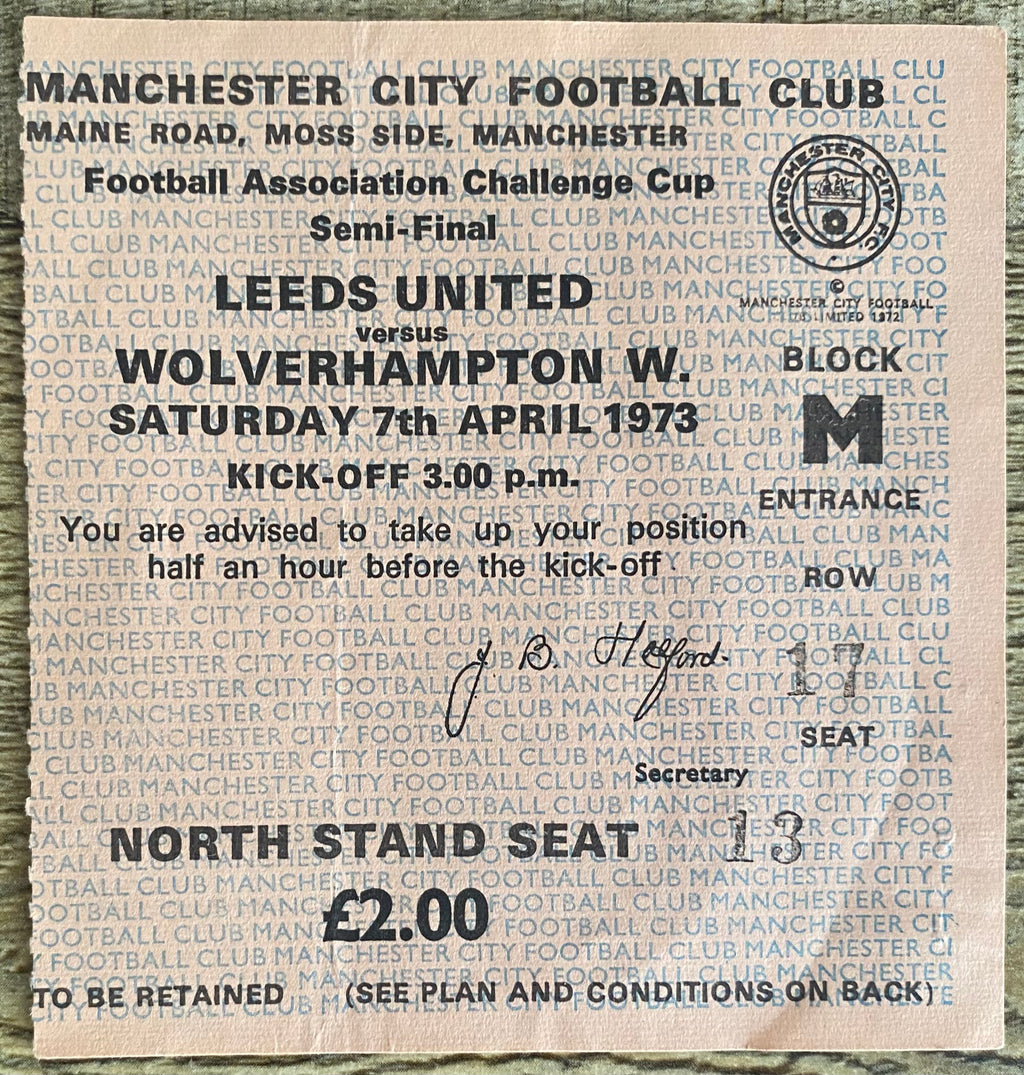 MANCHESTER CITY FOOTBALL CLUB
MAINE ROAD, MOSS SIDE, MANCHESTER
Football Association Challenge Cup
Semi-Final
MANCHESTER CITY F.C.
©
MANCHESTER CITY FOOTBALL
LIMITED 1972
LEEDS UNITED
versus
WOLVERHAMPTON W.
SATURDAY 7th APRIL 1973
KICK-OFF 3.00 p.m.
You are advised to take up your position
half an hour before the kick-off
BLOCK
M
ENTRANCE
ROW
17
SEAT
13
J. B. Halford
Secretary
NORTH STAND SEAT
£2.00
TO BE RETAINED (SEE PLAN AND CONDITIONS ON BACK)